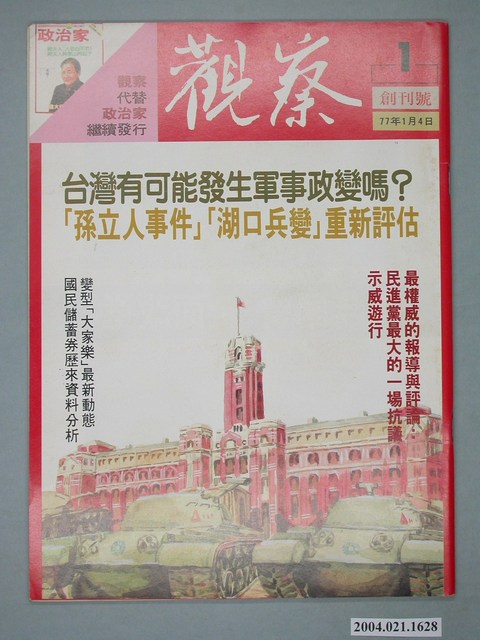 政治家
觀察
代替
政治家
繼續發行
觀察
1
創刊號
77年1月4日
台灣有可能發生軍事政變嗎？
「孫立人事件」「湖口兵變」重新評估
最權威的報導與評論：
民進黨最大的一場抗議
示威遊行
變型「大家樂」最新動態
國民儲蓄券歷來資料分析
2004.021.1628